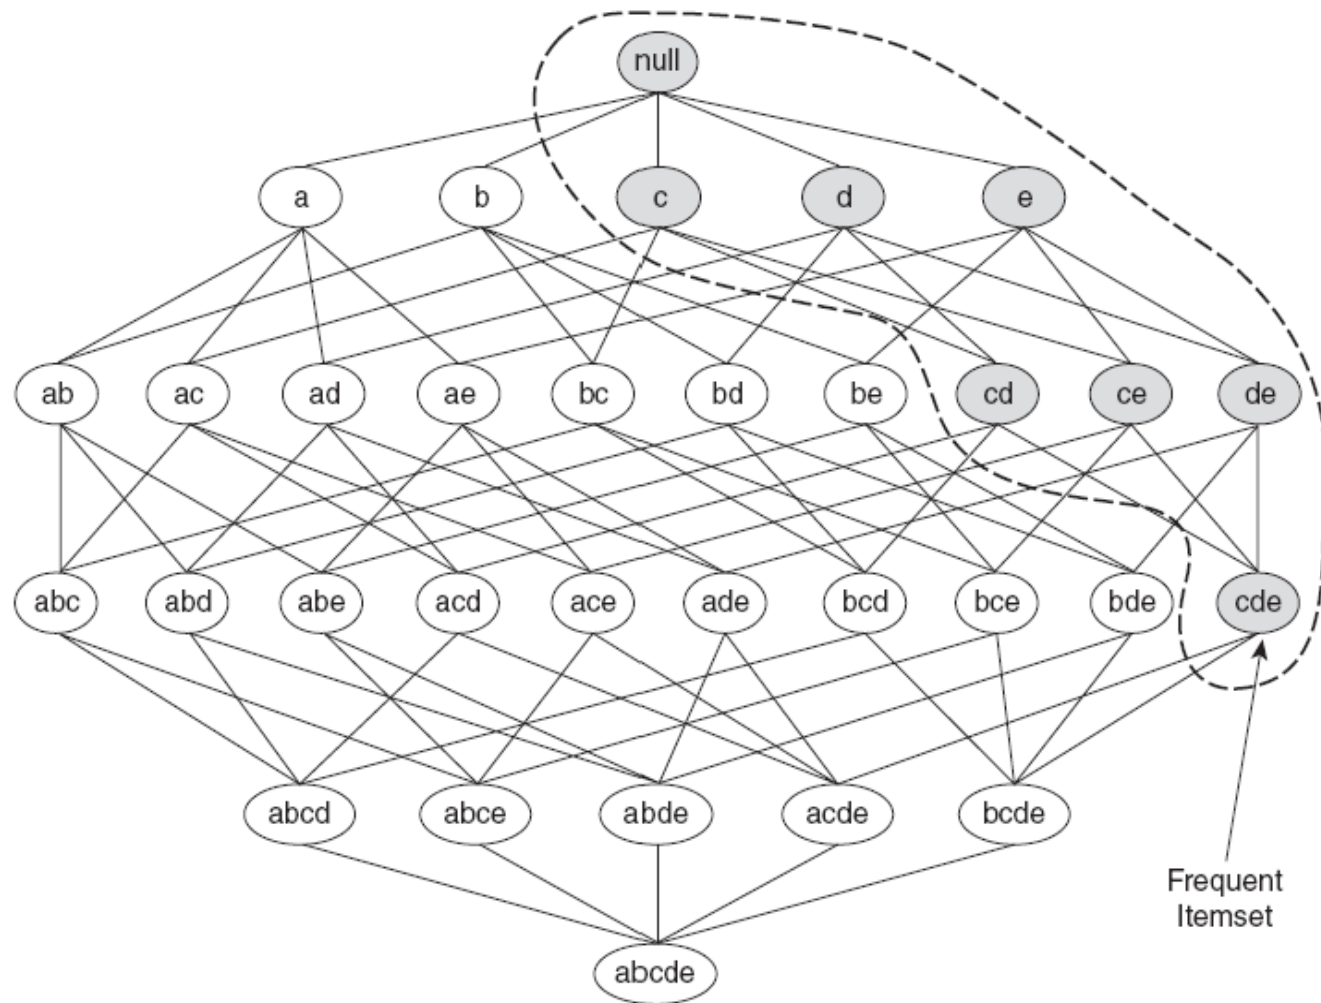 null
a b c d e
ab ac ad ae bc bd be cd ce de
abc abd abe acd ace ade bcd bce bde cde
abcd abce abde acde bcde
Frequent
Itemset
abcde